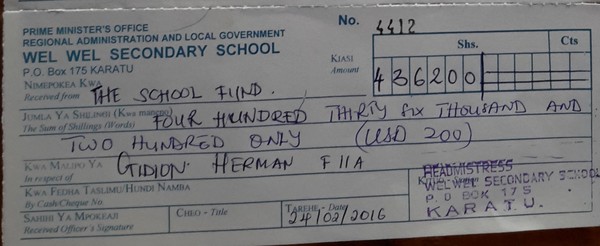 PRIME MINISTER'S OFFICE
REGIONAL ADMINISTRATION AND LOCAL GOVERNMENT
WEL WEL SECONDARY SCHOOL
P.O. Box 175 KARATU
No. 4412
Kiasi
Amount
Shs.
Cts
436200
Nimepokea Kwa
Received from THE SCHOOL FUND.
Jumla Ya Shilingi (Kwa maneno)
The Sum of Shillings (Words) FOUR HUNDRED THIRTY SIX THOUSAND AND
TWO HUNDRED ONLY (USD 200)
Kwa Malipo Ya
In respect of GIDION HERMAN F IIA
Kwa Fedha Taslimu/Hundi Namba
By Cash/Cheque No.
HEADMISTRESS
WELWEL SECONDARY SCHOOL
P. O BOX 175
KARATU.
Sahihi Ya Mpokeaji
Received Officer's Signature
Cheo - Title
Tarehe - Date
24/02/2016